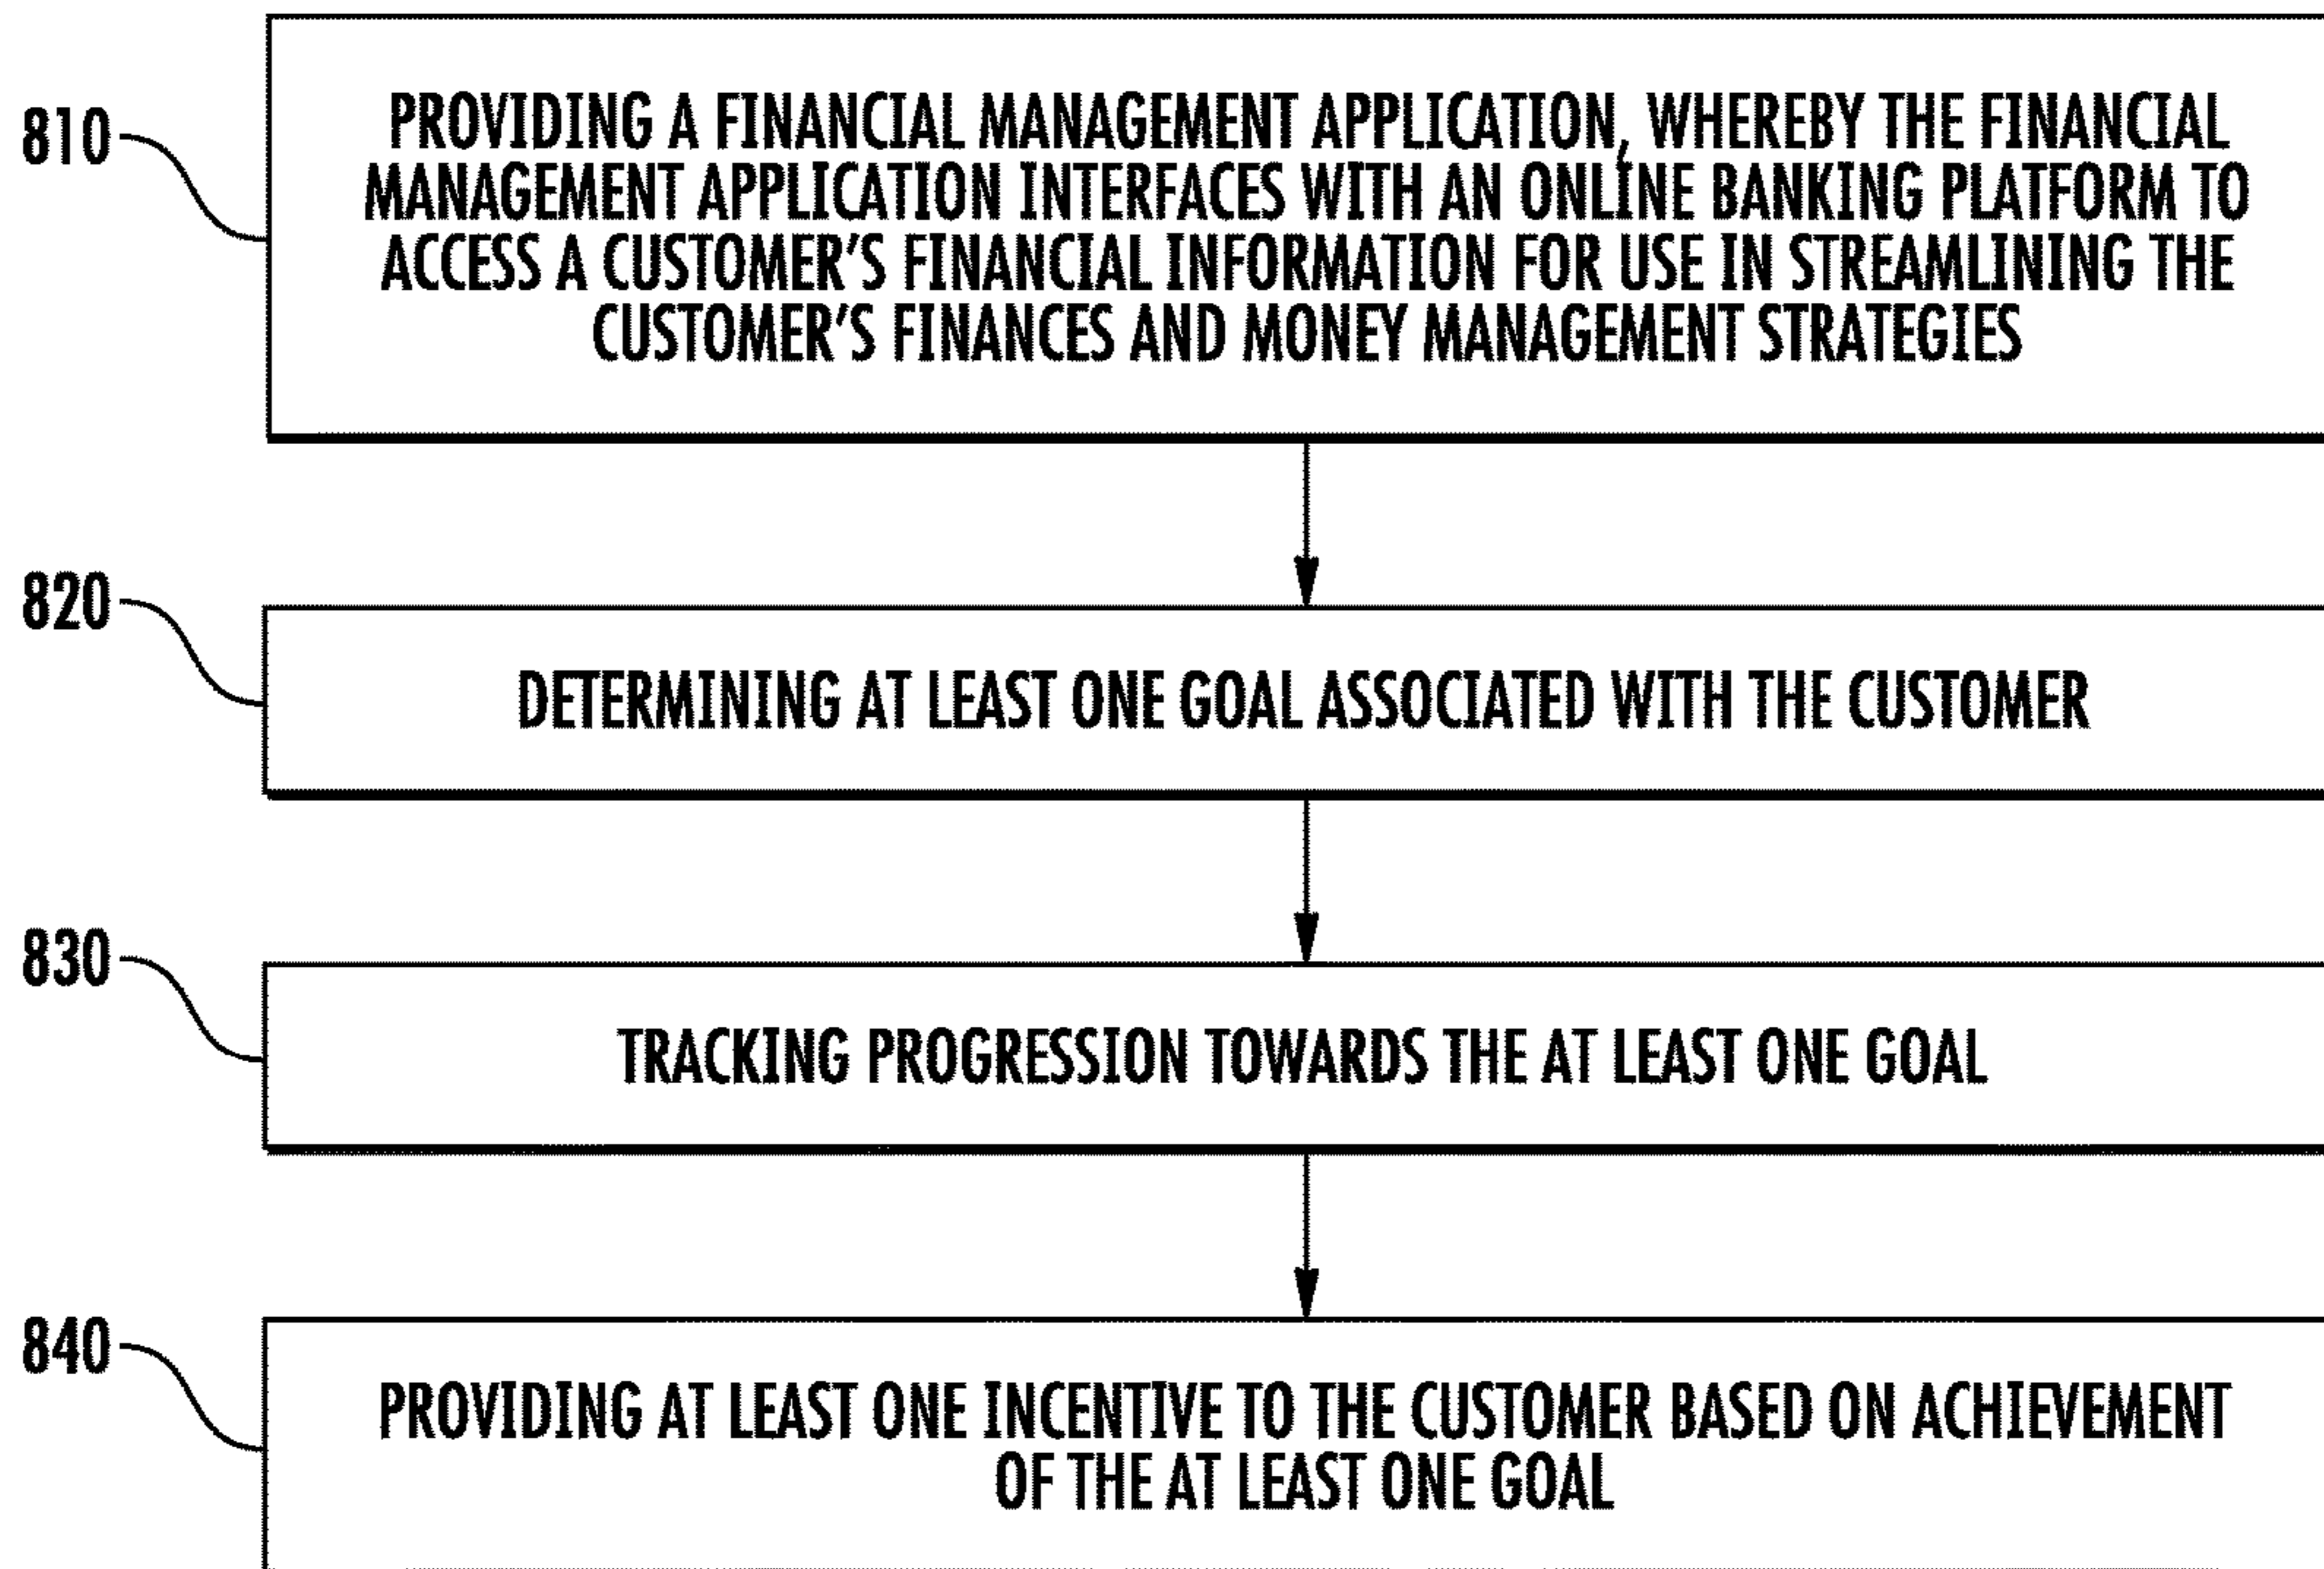 810
PROVIDING A FINANCIAL MANAGEMENT APPLICATION, WHEREBY THE FINANCIAL
MANAGEMENT APPLICATION INTERFACES WITH AN ONLINE BANKING PLATFORM TO
ACCESS A CUSTOMER'S FINANCIAL INFORMATION FOR USE IN STREAMLINING THE
CUSTOMER'S FINANCES AND MONEY MANAGEMENT STRATEGIES
820
DETERMINING AT LEAST ONE GOAL ASSOCIATED WITH THE CUSTOMER
830
TRACKING PROGRESSION TOWARDS THE AT LEAST ONE GOAL
840
PROVIDING AT LEAST ONE INCENTIVE TO THE CUSTOMER BASED ON ACHIEVEMENT
OF THE AT LEAST ONE GOAL